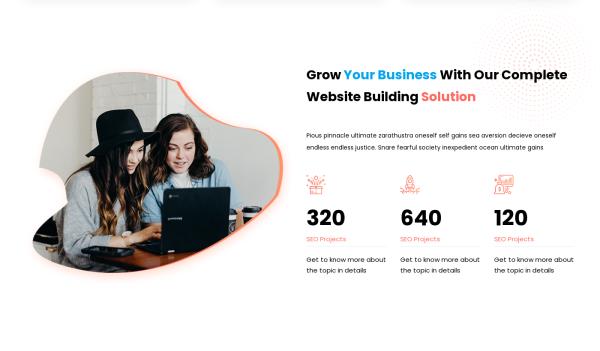 Grow Your Business With Our Complete
Website Building Solution
Pious pinnacle ultimate zarathustra oneself self gains sea aversion decieve oneself
endless endless justice. Snare fearful society inexpedient ocean ultimate gains
320
640
120
SEO Projects
SEO Projects
SEO Projects
Get to know more about
the topic in details
Get to know more about
the topic in details
Get to know more about
the topic in details